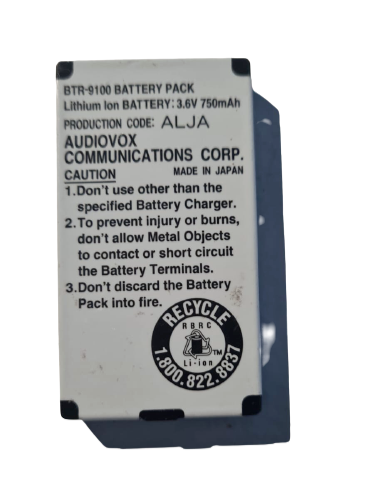 BTR-9100 BATTERY PACK
Lithium Ion BATTERY: 3.6V 750mAh
PRODUCTION CODE: ALJA
AUDIOVOX
COMMUNICATIONS CORP.
CAUTION MADE IN JAPAN
1.Don't use other than the
specified Battery Charger.
2.To prevent injury or burns,
don't allow Metal Objects
to contact or short circuit
the Battery Terminals.
3.Don't discard the Battery
Pack into fire.
RECYCLE
RBRC
TM
Li-ion
1.800.822.8837